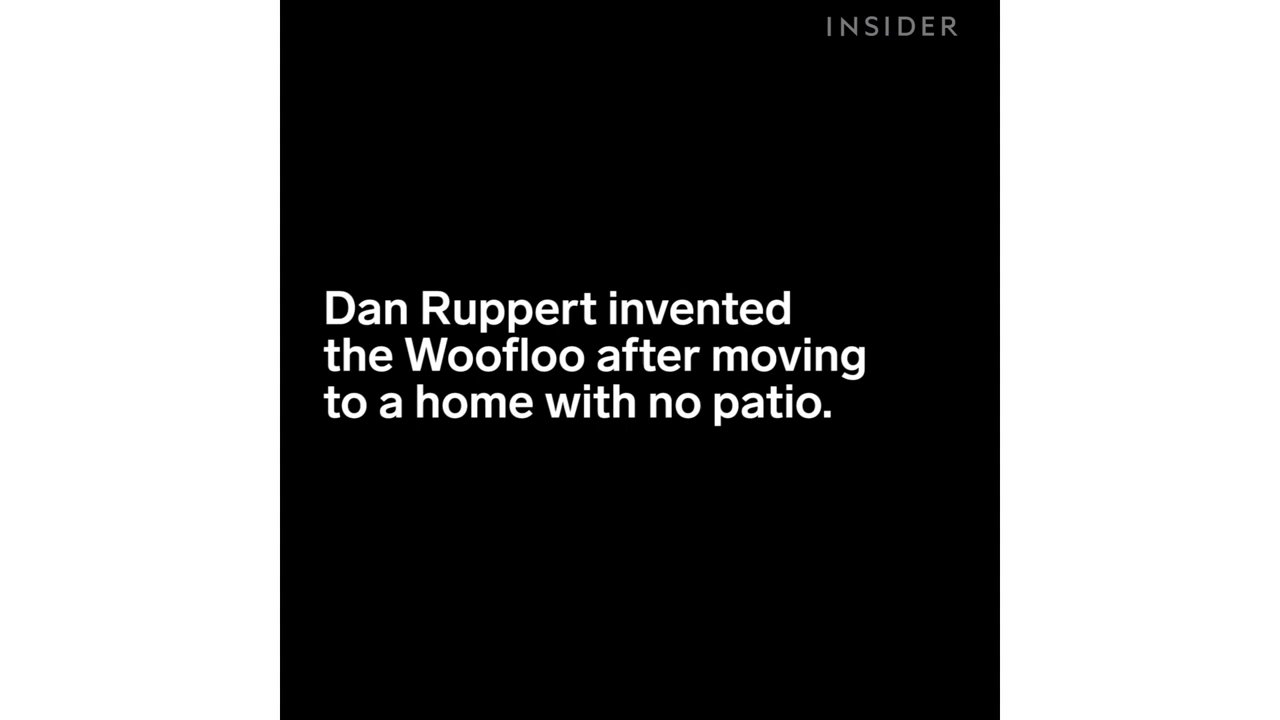 INSIDER
Dan Ruppert invented
the Woofloo after moving
to a home with no patio.